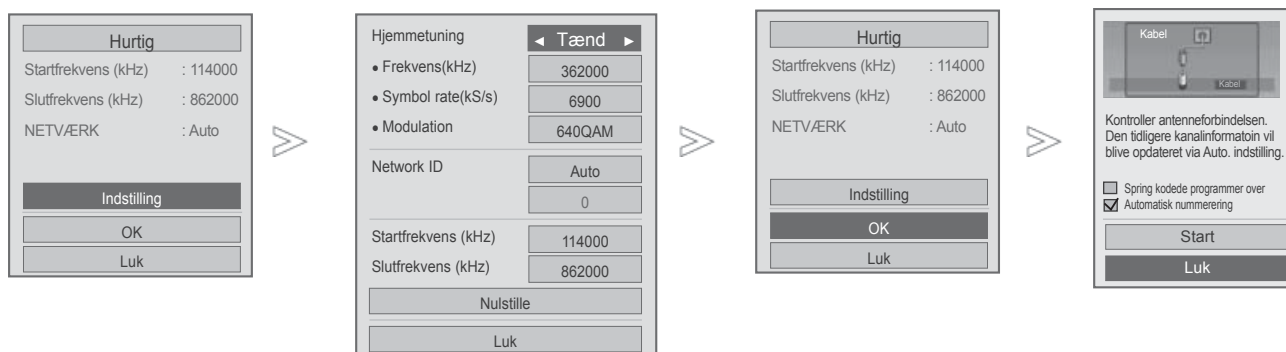 Hurtig
Startfrekvens (kHz) : 114000
Slutfrekvens (kHz) : 862000
NETVÆRK : Auto
Indstilling
OK
Luk
Hjemmetuning ◄ Tænd ►
• Frekvens(kHz) 362000
• Symbol rate(kS/s) 6900
• Modulation 640QAM
Network ID Auto
0
Startfrekvens (kHz) 114000
Slutfrekvens (kHz) 862000
Nulstille
Luk
Hurtig
Startfrekvens (kHz) : 114000
Slutfrekvens (kHz) : 862000
NETVÆRK : Auto
Indstilling
OK
Luk
Kabel
Kabel
Kontroller antenneforbindelsen.
Den tidligere kanalinformatoin vil
blive opdateret via Auto. indstilling.
Spring kodede programmer over
Automatisk nummerering
Start
Luk